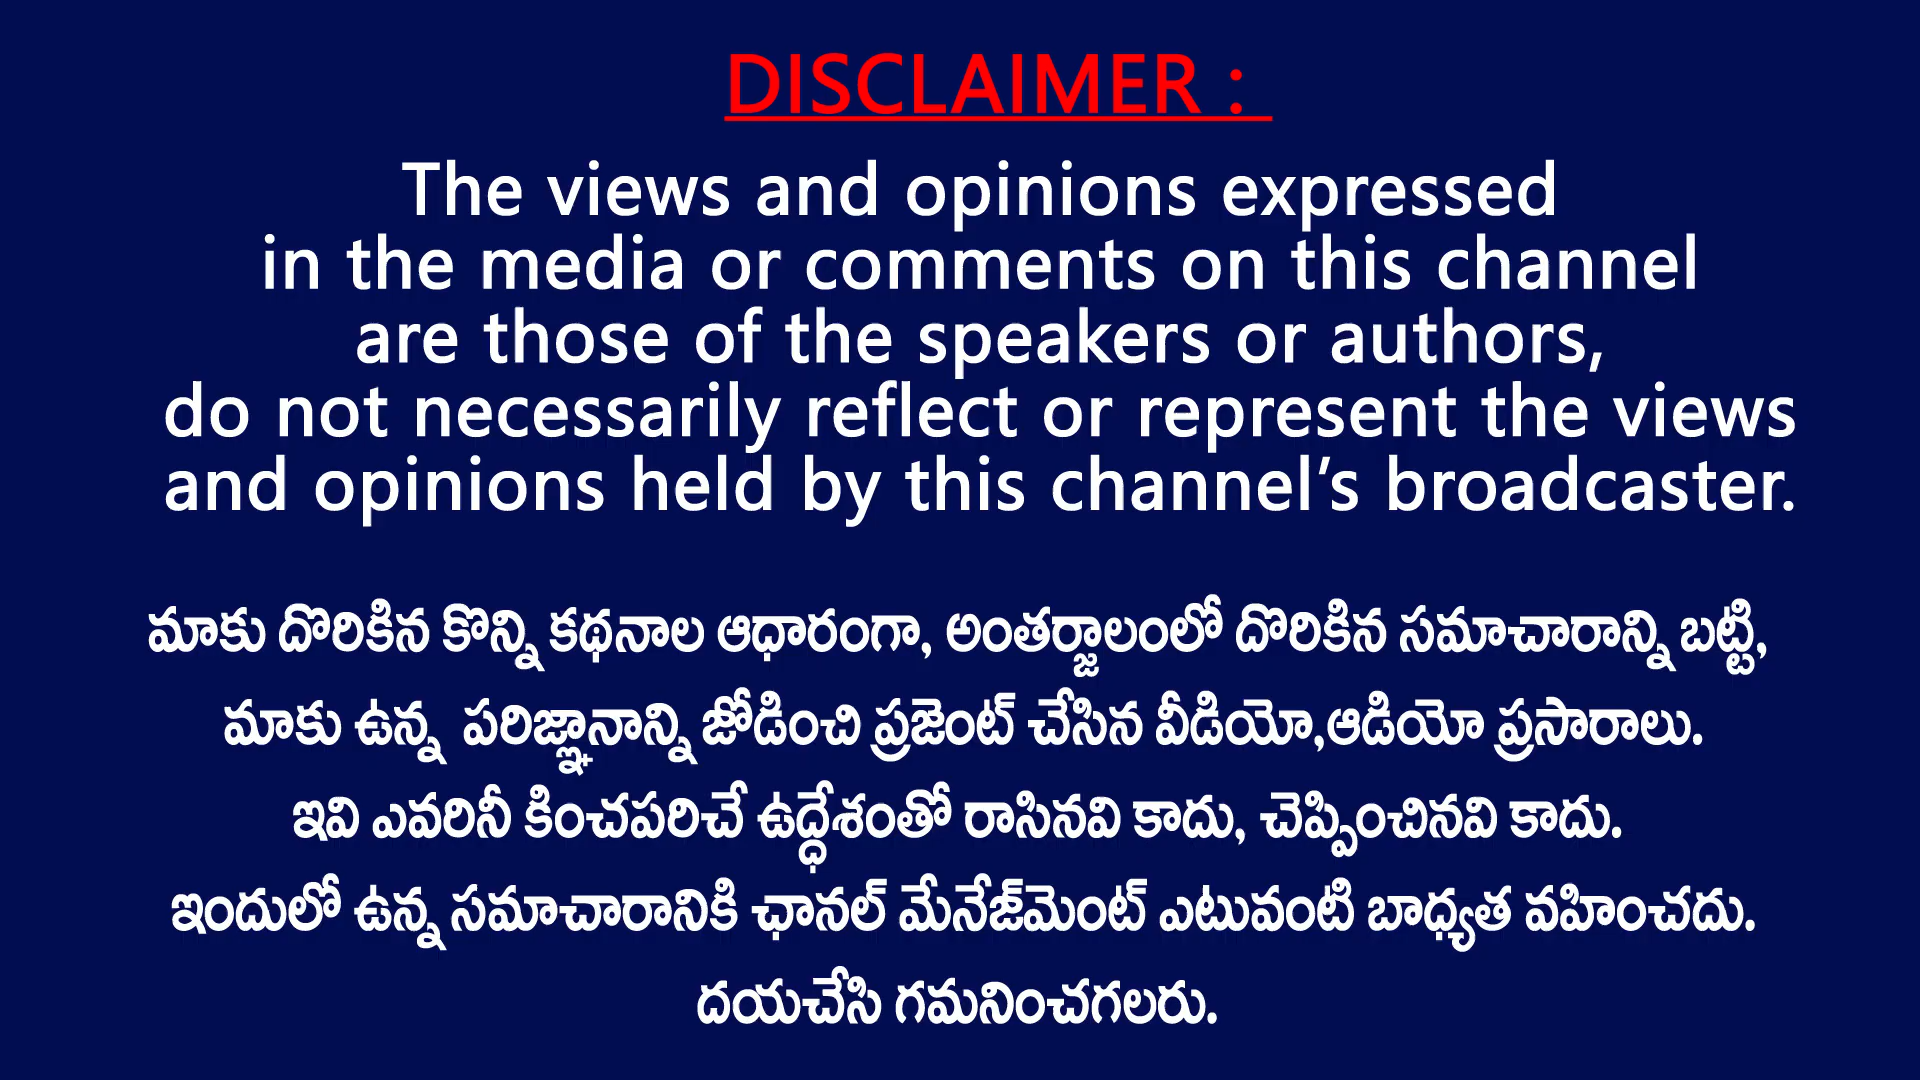 DISCLAIMER :
The views and opinions expressed
in the media or comments on this channel
are those of the speakers or authors,
do not necessarily reflect or represent the views
and opinions held by this channel’s broadcaster.
మాకు దొరికిన కొన్ని కథనాల ఆధారంగా, అంతర్జాలంలో దొరికిన సమాచారాన్ని బట్టి,
మాకు ఉన్న పరిజ్ఞానాన్ని జోడించి ప్రజెంట్ చేసిన వీడియో,ఆడియో ప్రసారాలు.
ఇవి ఎవరినీ కించపరిచే ఉద్ధేశంతో రాసినవి కాదు, చెప్పించినవి కాదు.
ఇందులో ఉన్న సమాచారానికి ఛానల్ మేనేజ్‌మెంట్ ఎటువంటి బాధ్యత వహించదు.
దయచేసి గమనించగలరు.